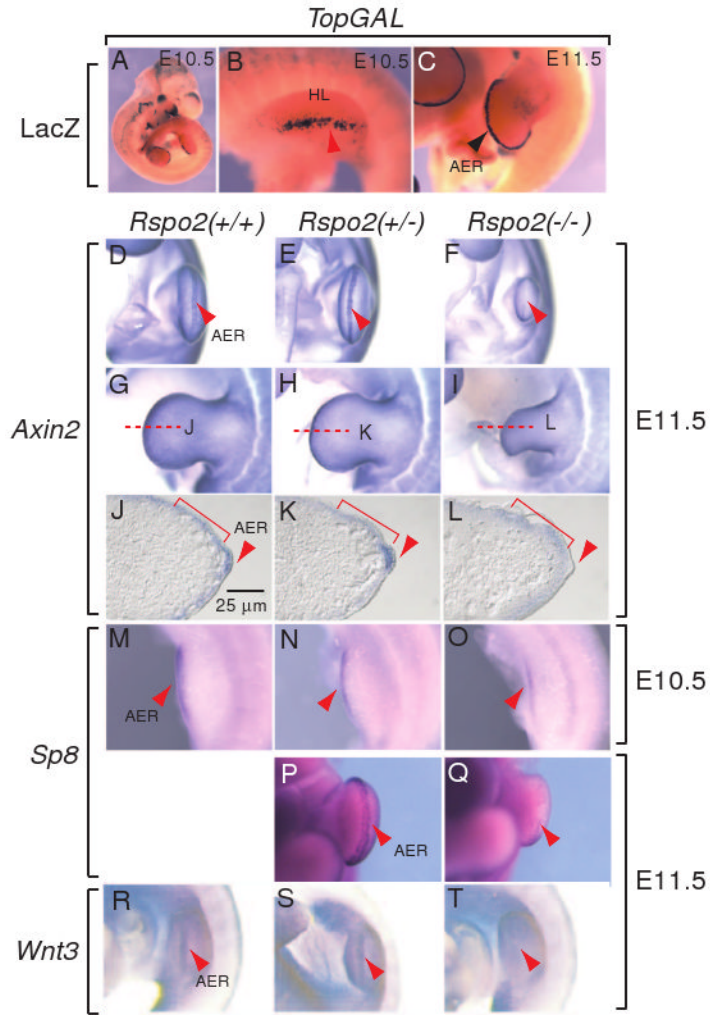 TopGAL
LacZ
A E10.5
B E10.5
HL
C E11.5
AER
Rspo2(+/+) Rspo2(+/-) Rspo2(-/-)
Axin2
D
AER
E
F
G
J
H
K
I
L
E11.5
J
AER
25 µm
K
L
Sp8
M
AER
N
O
E10.5
P
AER
Q
E11.5
Wnt3
R
AER
S
T